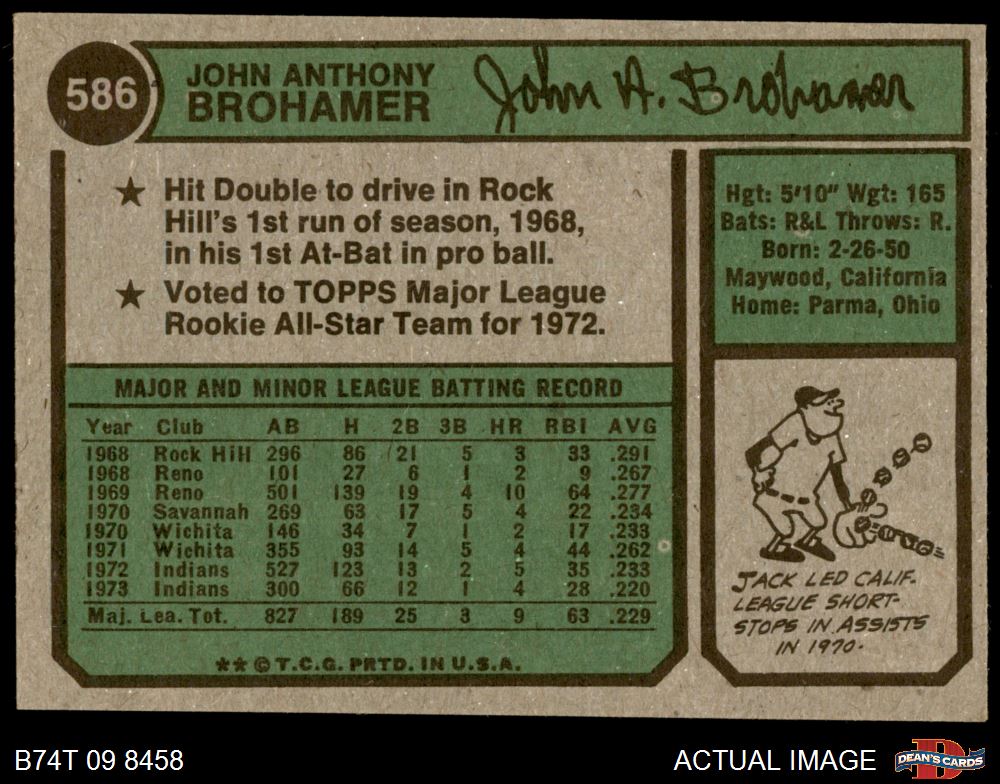 586
JOHN ANTHONY
BROHAMER
John A. Brohamer
★ Hit Double to drive in Rock
Hill's 1st run of season, 1968,
in his 1st At-Bat in pro ball.
★ Voted to TOPPS Major League
Rookie All-Star Team for 1972.
Hgt: 5'10" Wgt: 165
Bats: R&L Throws: R.
Born: 2-26-50
Maywood, California
Home: Parma, Ohio
MAJOR AND MINOR LEAGUE BATTING RECORD
Year Club AB H 2B 3B HR RBI AVG
1968 Rock Hill 296 86 21 5 3 33 .291
1968 Reno 101 27 6 1 2 9 .267
1969 Reno 501 139 19 4 10 64 .277
1970 Savannah 269 63 17 5 4 22 .234
1970 Wichita 146 34 7 1 2 17 .233
1971 Wichita 355 93 14 5 4 44 .262
1972 Indians 527 123 13 2 5 35 .233
1973 Indians 300 66 12 1 4 28 .220
Maj. Lea. Tot. 827 189 25 3 9 63 .229
★★ © T.C.G. PRTD. IN U.S.A.
JACK LED CALIF.
LEAGUE SHORT-
STOPS IN ASSISTS
IN 1970.
B74T 09 8458
ACTUAL IMAGE
D
DEAN'S CARDS